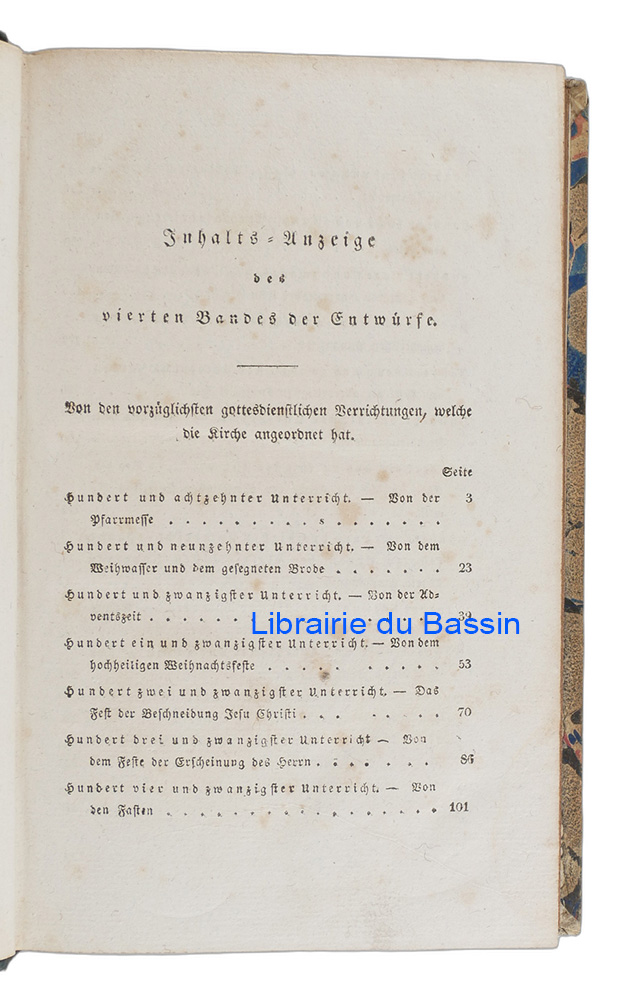 Inhalts-Anzeige
des
vierten Bandes der Entwürfe.
Von den vorzüglichsten gottesdienstlichen Verrichtungen, welche
die Kirche angeordnet hat.
Seite
Hundert und achtzehnter Unterricht. — Von der 3
Pfarrmesse . . . . . . . . . . . . . .
Hundert und neunzehnter Unterricht. — Von dem
Weihwasser und dem gesegneten Brode . . . . . . . 23
Hundert und zwanzigster Unterricht. — Von der Ad-
ventszeit . . . . . . . . . . . . . . 39
Librairie du Bassin
Hundert ein und zwanzigster Unterricht. — Von dem
hochheiligen Weihnachtsfeste . . . . . . . . . . 53
Hundert zwei und zwanzigster Unterricht. — Das
Fest der Beschneidung Jesu Christi . . . . . . . 70
Hundert drei und zwanzigster Unterricht — Von
dem Feste der Erscheinung des Herrn . . . . . . . 86
Hundert vier und zwanzigster Unterricht. — Von
den Fasten . . . . . . . . . . . . . . 101